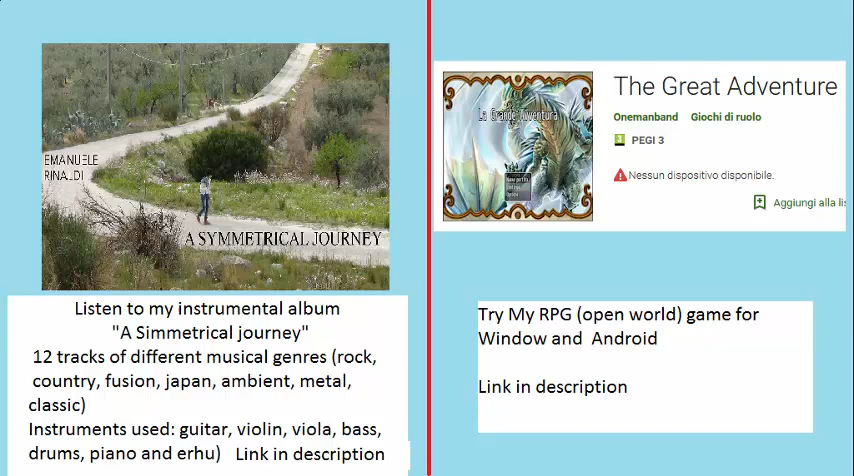 EMANUELE
RINALDI
A SYMMETRICAL JOURNEY
Listen to my instrumental album
"A Simmetrical journey"
12 tracks of different musical genres (rock,
country, fusion, japan, ambient, metal,
classic)
Instruments used: guitar, violin, viola, bass,
drums, piano and erhu) Link in description
La Grande Avventura
The Great Adventure
Onemanband Giochi di ruolo
3 PEGI 3
Nessun dispositivo disponibile.
Aggiungi alla lis
Try My RPG (open world) game for
Window and Android
Link in description